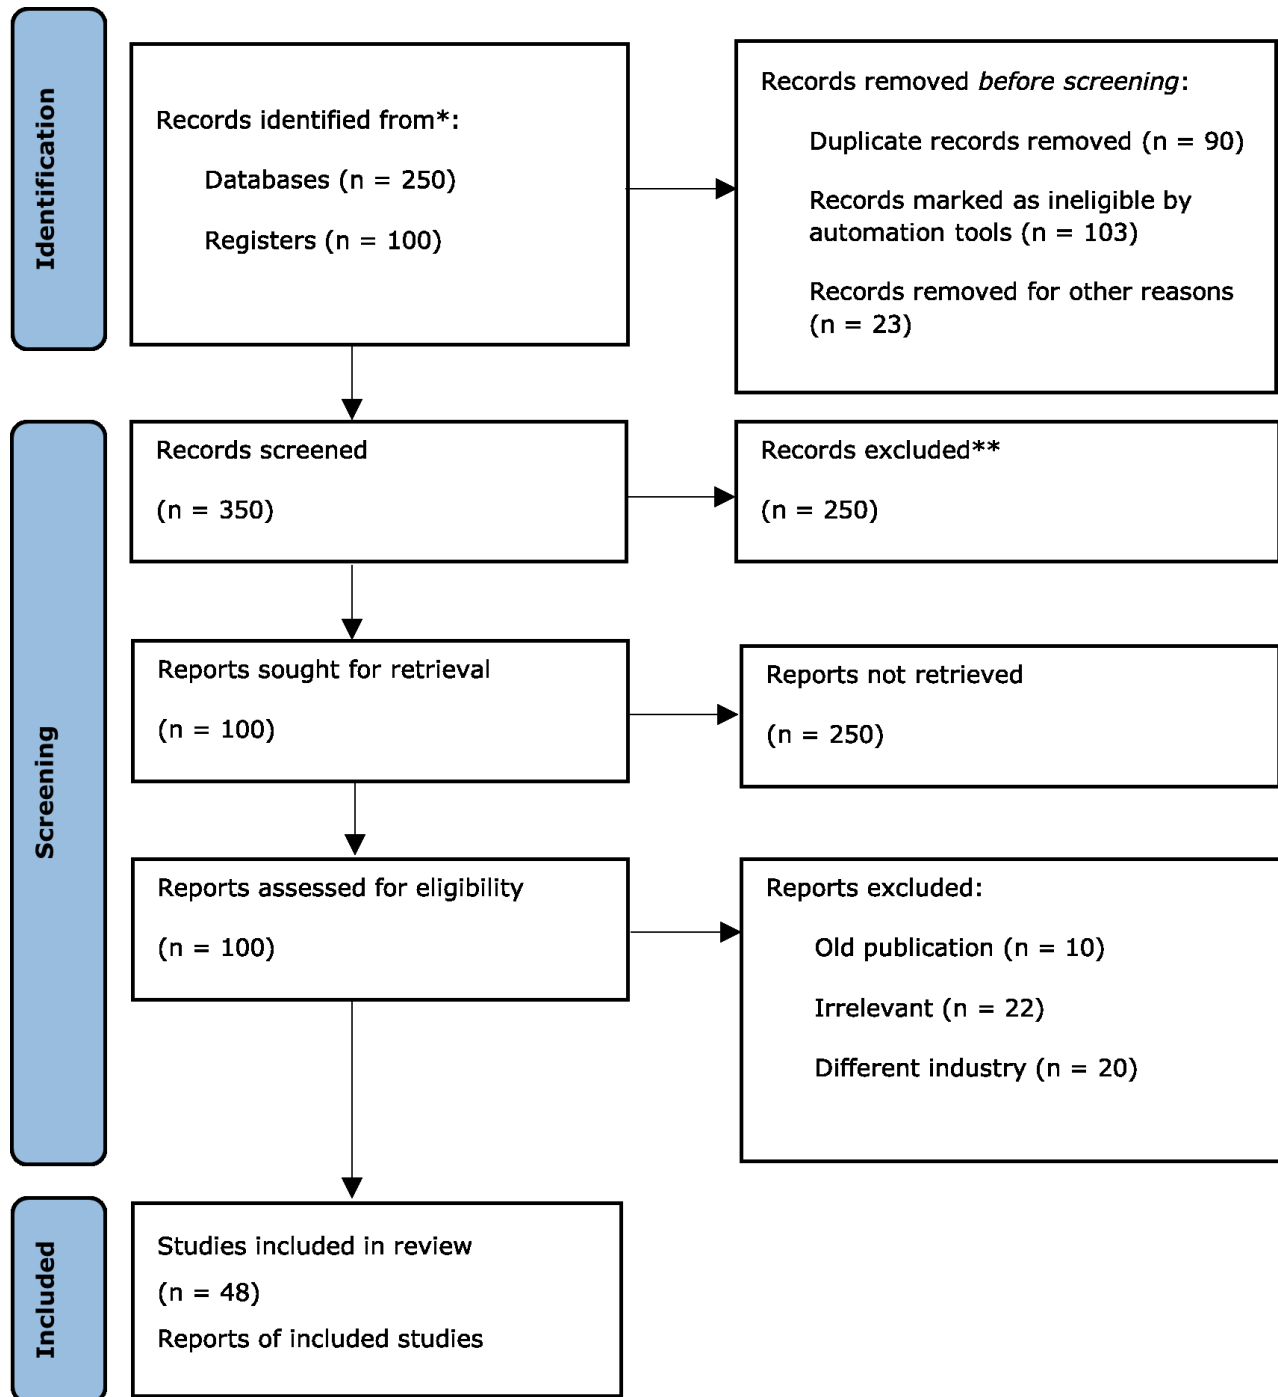 Identification
Records identified from*:
Databases (n = 250)
Registers (n = 100)
Records removed before screening:
Duplicate records removed (n = 90)
Records marked as ineligible by
automation tools (n = 103)
Records removed for other reasons
(n = 23)
Screening
Records screened
(n = 350)
Records excluded**
(n = 250)
Reports sought for retrieval
(n = 100)
Reports not retrieved
(n = 250)
Reports assessed for eligibility
(n = 100)
Reports excluded:
Old publication (n = 10)
Irrelevant (n = 22)
Different industry (n = 20)
Included
Studies included in review
(n = 48)
Reports of included studies